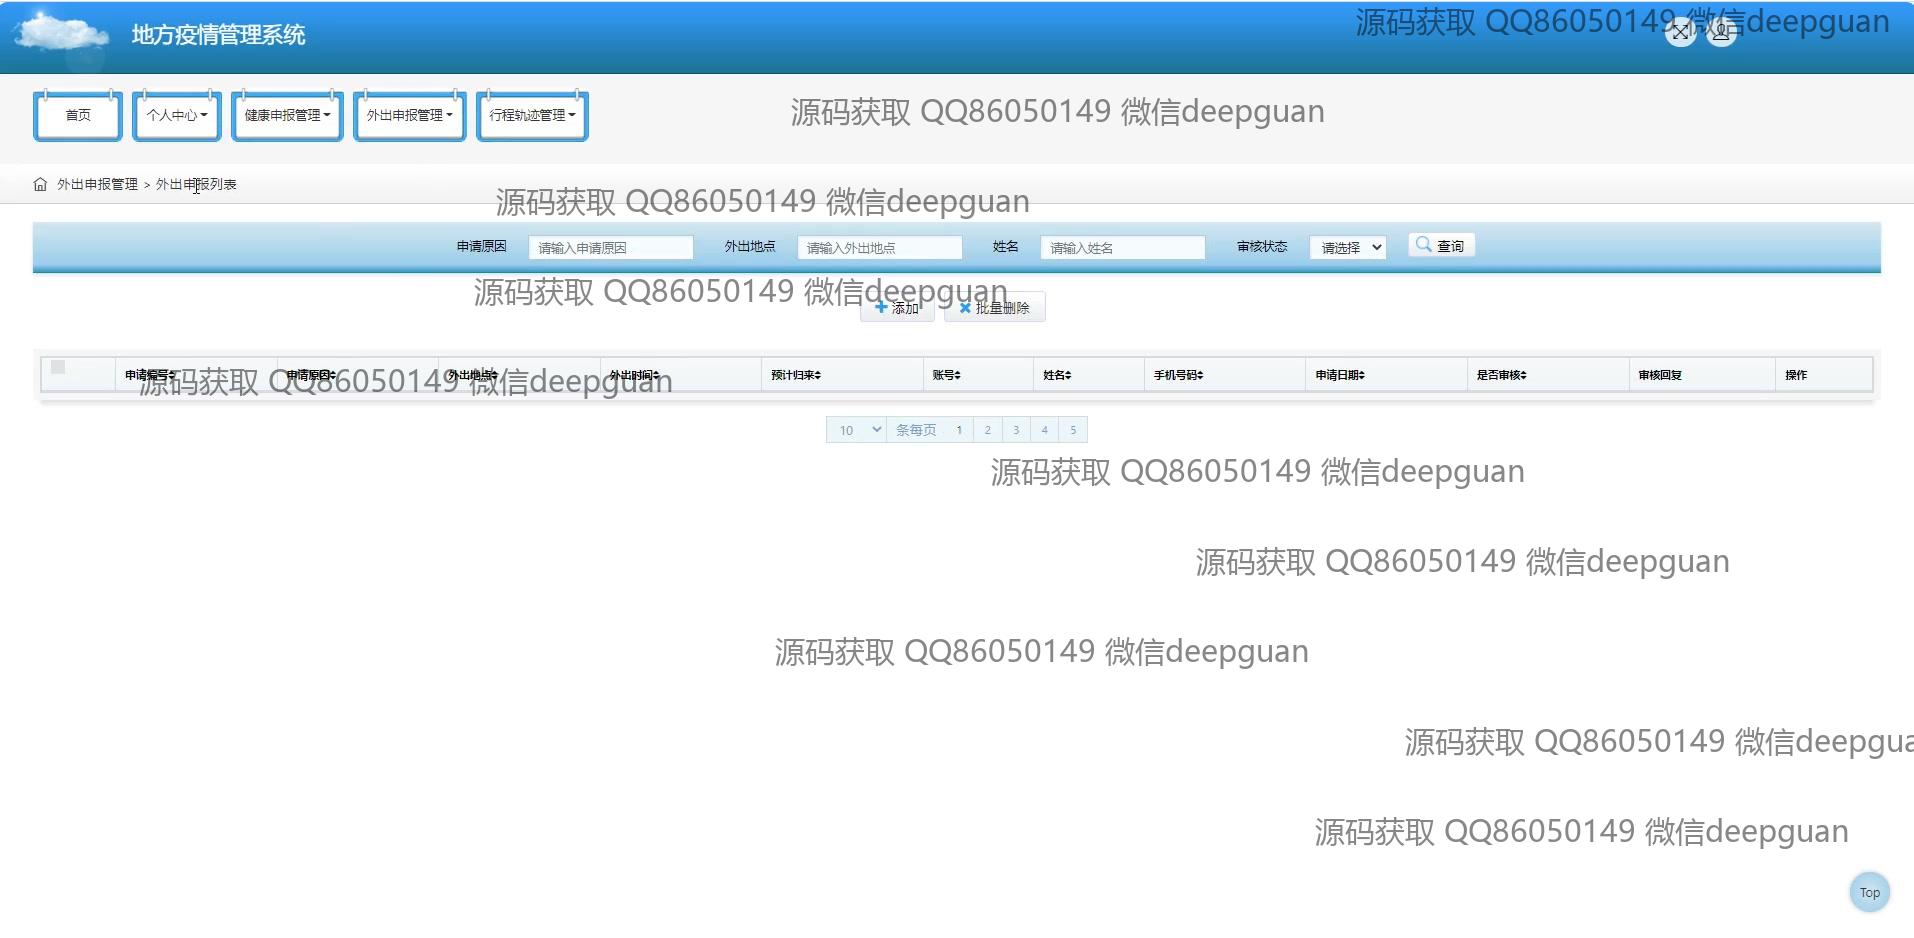 地方疫情管理系统
源码获取 QQ86050149 微信deepguan
首页 个人中心 健康申报管理 外出申报管理 行程轨迹管理
源码获取 QQ86050149 微信deepguan
外出申报管理 > 外出申报列表
源码获取 QQ86050149 微信deepguan
申请原因 请输入申请原因 外出地点 请输入外出地点 姓名 请输入姓名 审核状态 请选择 查询
源码获取 QQ86050149 微信deepguan
添加 批量删除
申请编号 申请原因 外出地点 外出时间 预计归来 账号 姓名 手机号码 申请日期 是否审核 审核回复 操作
源码获取 QQ86050149 微信deepguan
10 条每页 1 2 3 4 5
源码获取 QQ86050149 微信deepguan
源码获取 QQ86050149 微信deepguan
源码获取 QQ86050149 微信deepguan
源码获取 QQ86050149 微信deepgua
源码获取 QQ86050149 微信deepguan
Top